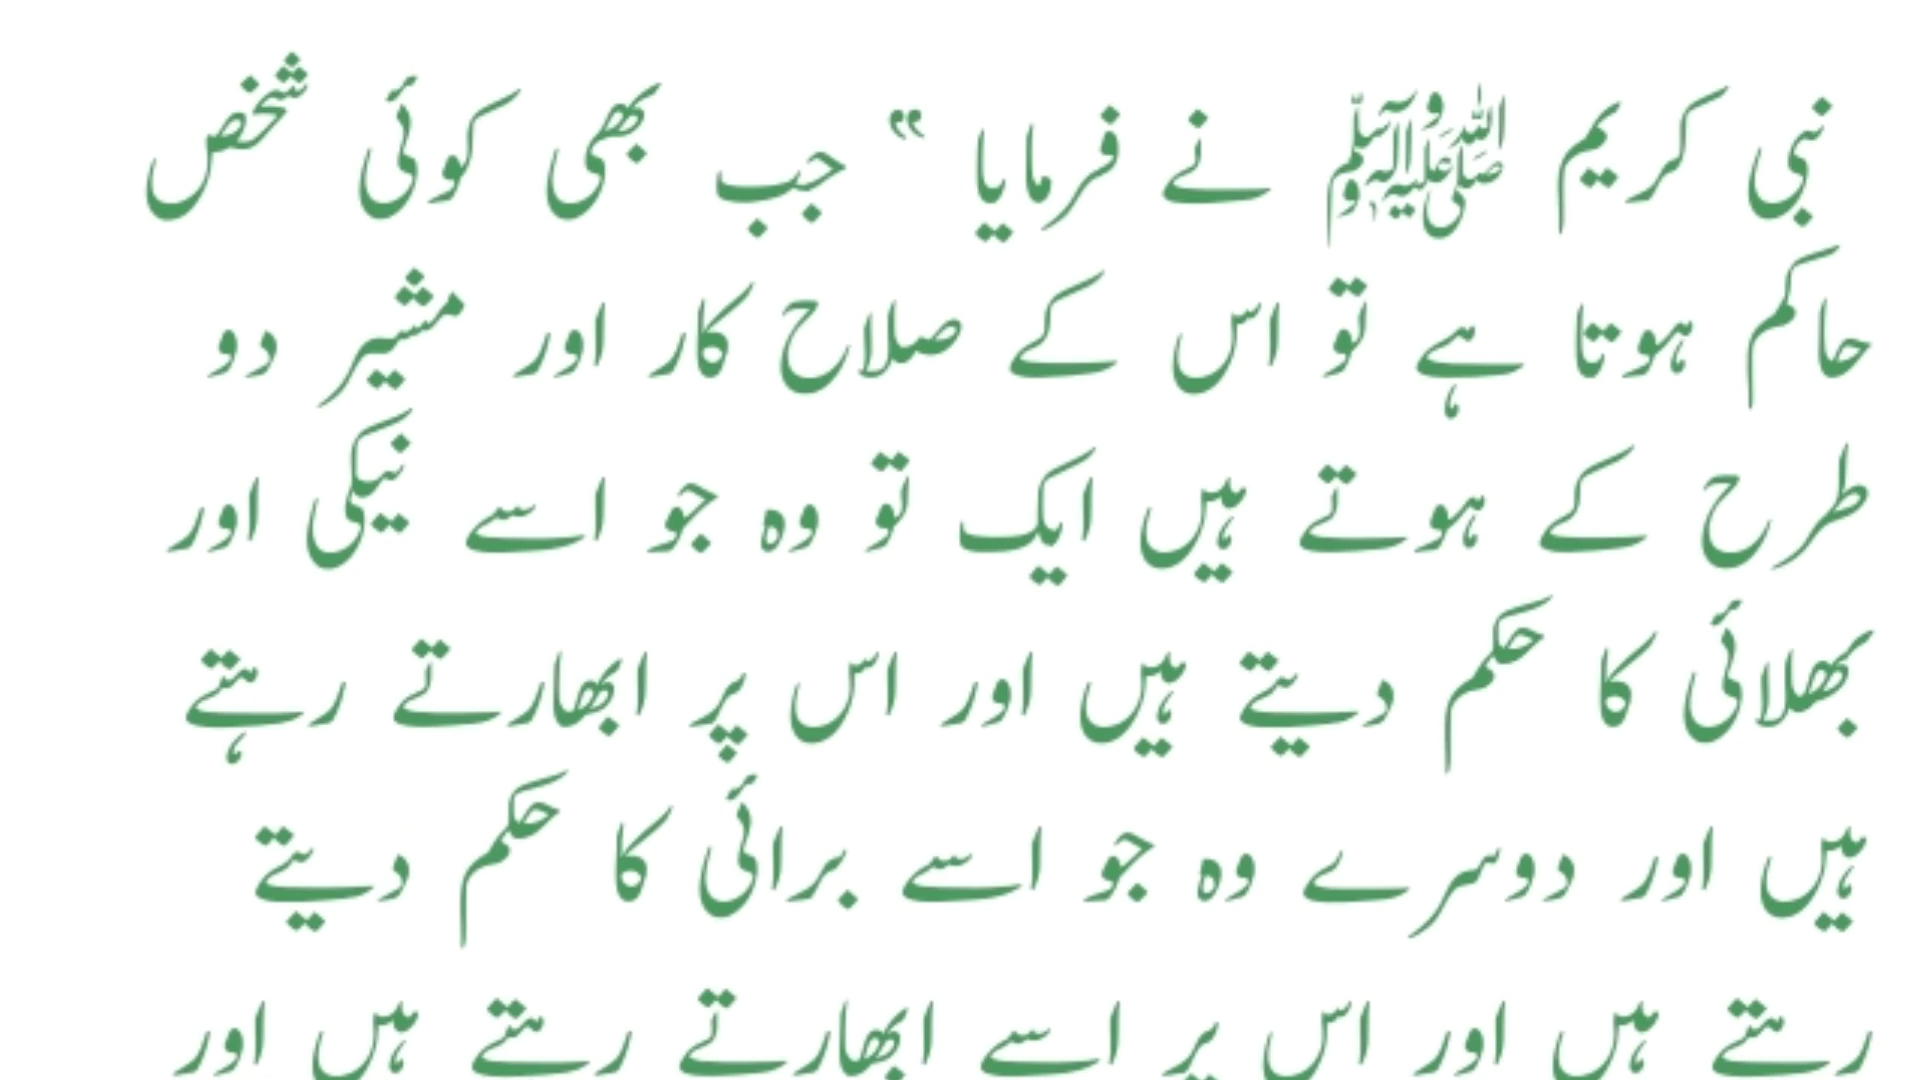 نبی کریم ﷺ نے فرمایا “ جب بھی کوئی شخص
حاکم ہوتا ہے تو اس کے صلاح کار اور مشیر دو
طرح کے ہوتے ہیں ایک تو وہ جو اسے نیکی اور
بھلائی کا حکم دیتے ہیں اور اس پر ابھارتے رہتے
ہیں اور دوسرے وہ جو اسے برائی کا حکم دیتے
رہتے ہیں اور اس پر اسے ابھارتے رہتے ہیں اور